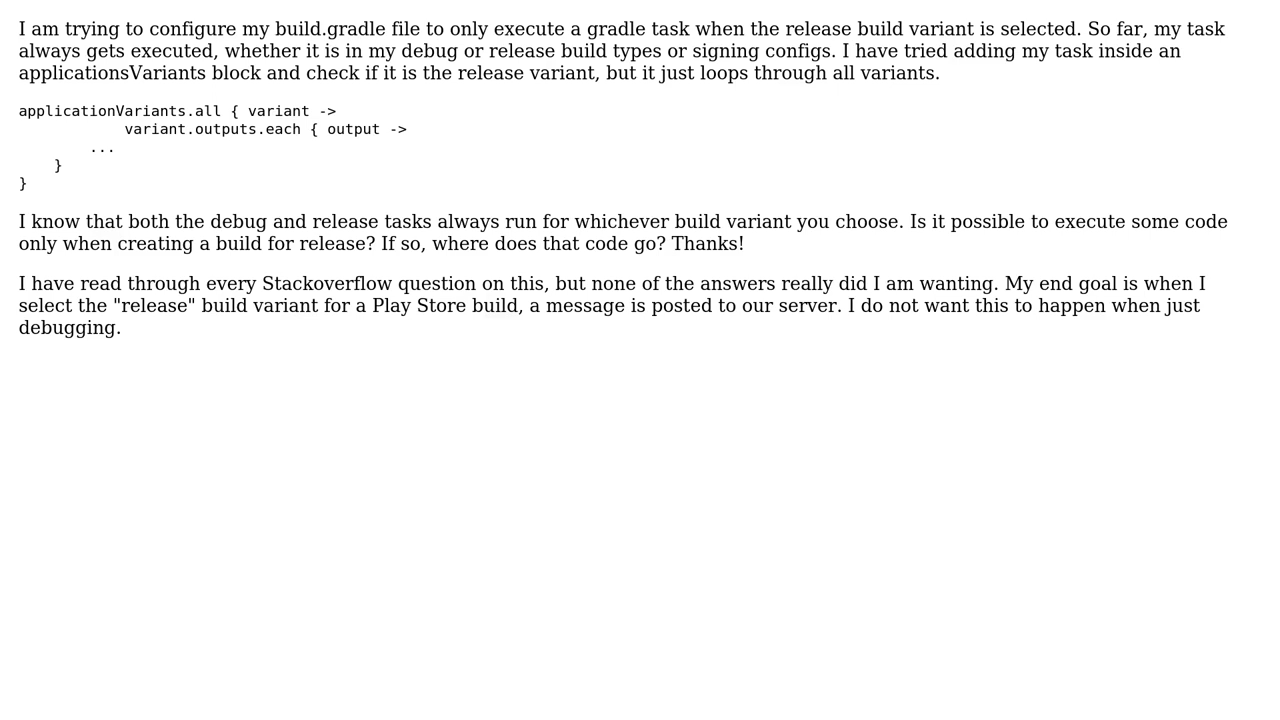 I am trying to configure my build.gradle file to only execute a gradle task when the release build variant is selected. So far, my task
always gets executed, whether it is in my debug or release build types or signing configs. I have tried adding my task inside an
applicationsVariants block and check if it is the release variant, but it just loops through all variants.
applicationVariants.all { variant ->
            variant.outputs.each { output ->
        ...
    }
}
I know that both the debug and release tasks always run for whichever build variant you choose. Is it possible to execute some code
only when creating a build for release? If so, where does that code go? Thanks!
I have read through every Stackoverflow question on this, but none of the answers really did I am wanting. My end goal is when I
select the "release" build variant for a Play Store build, a message is posted to our server. I do not want this to happen when just
debugging.